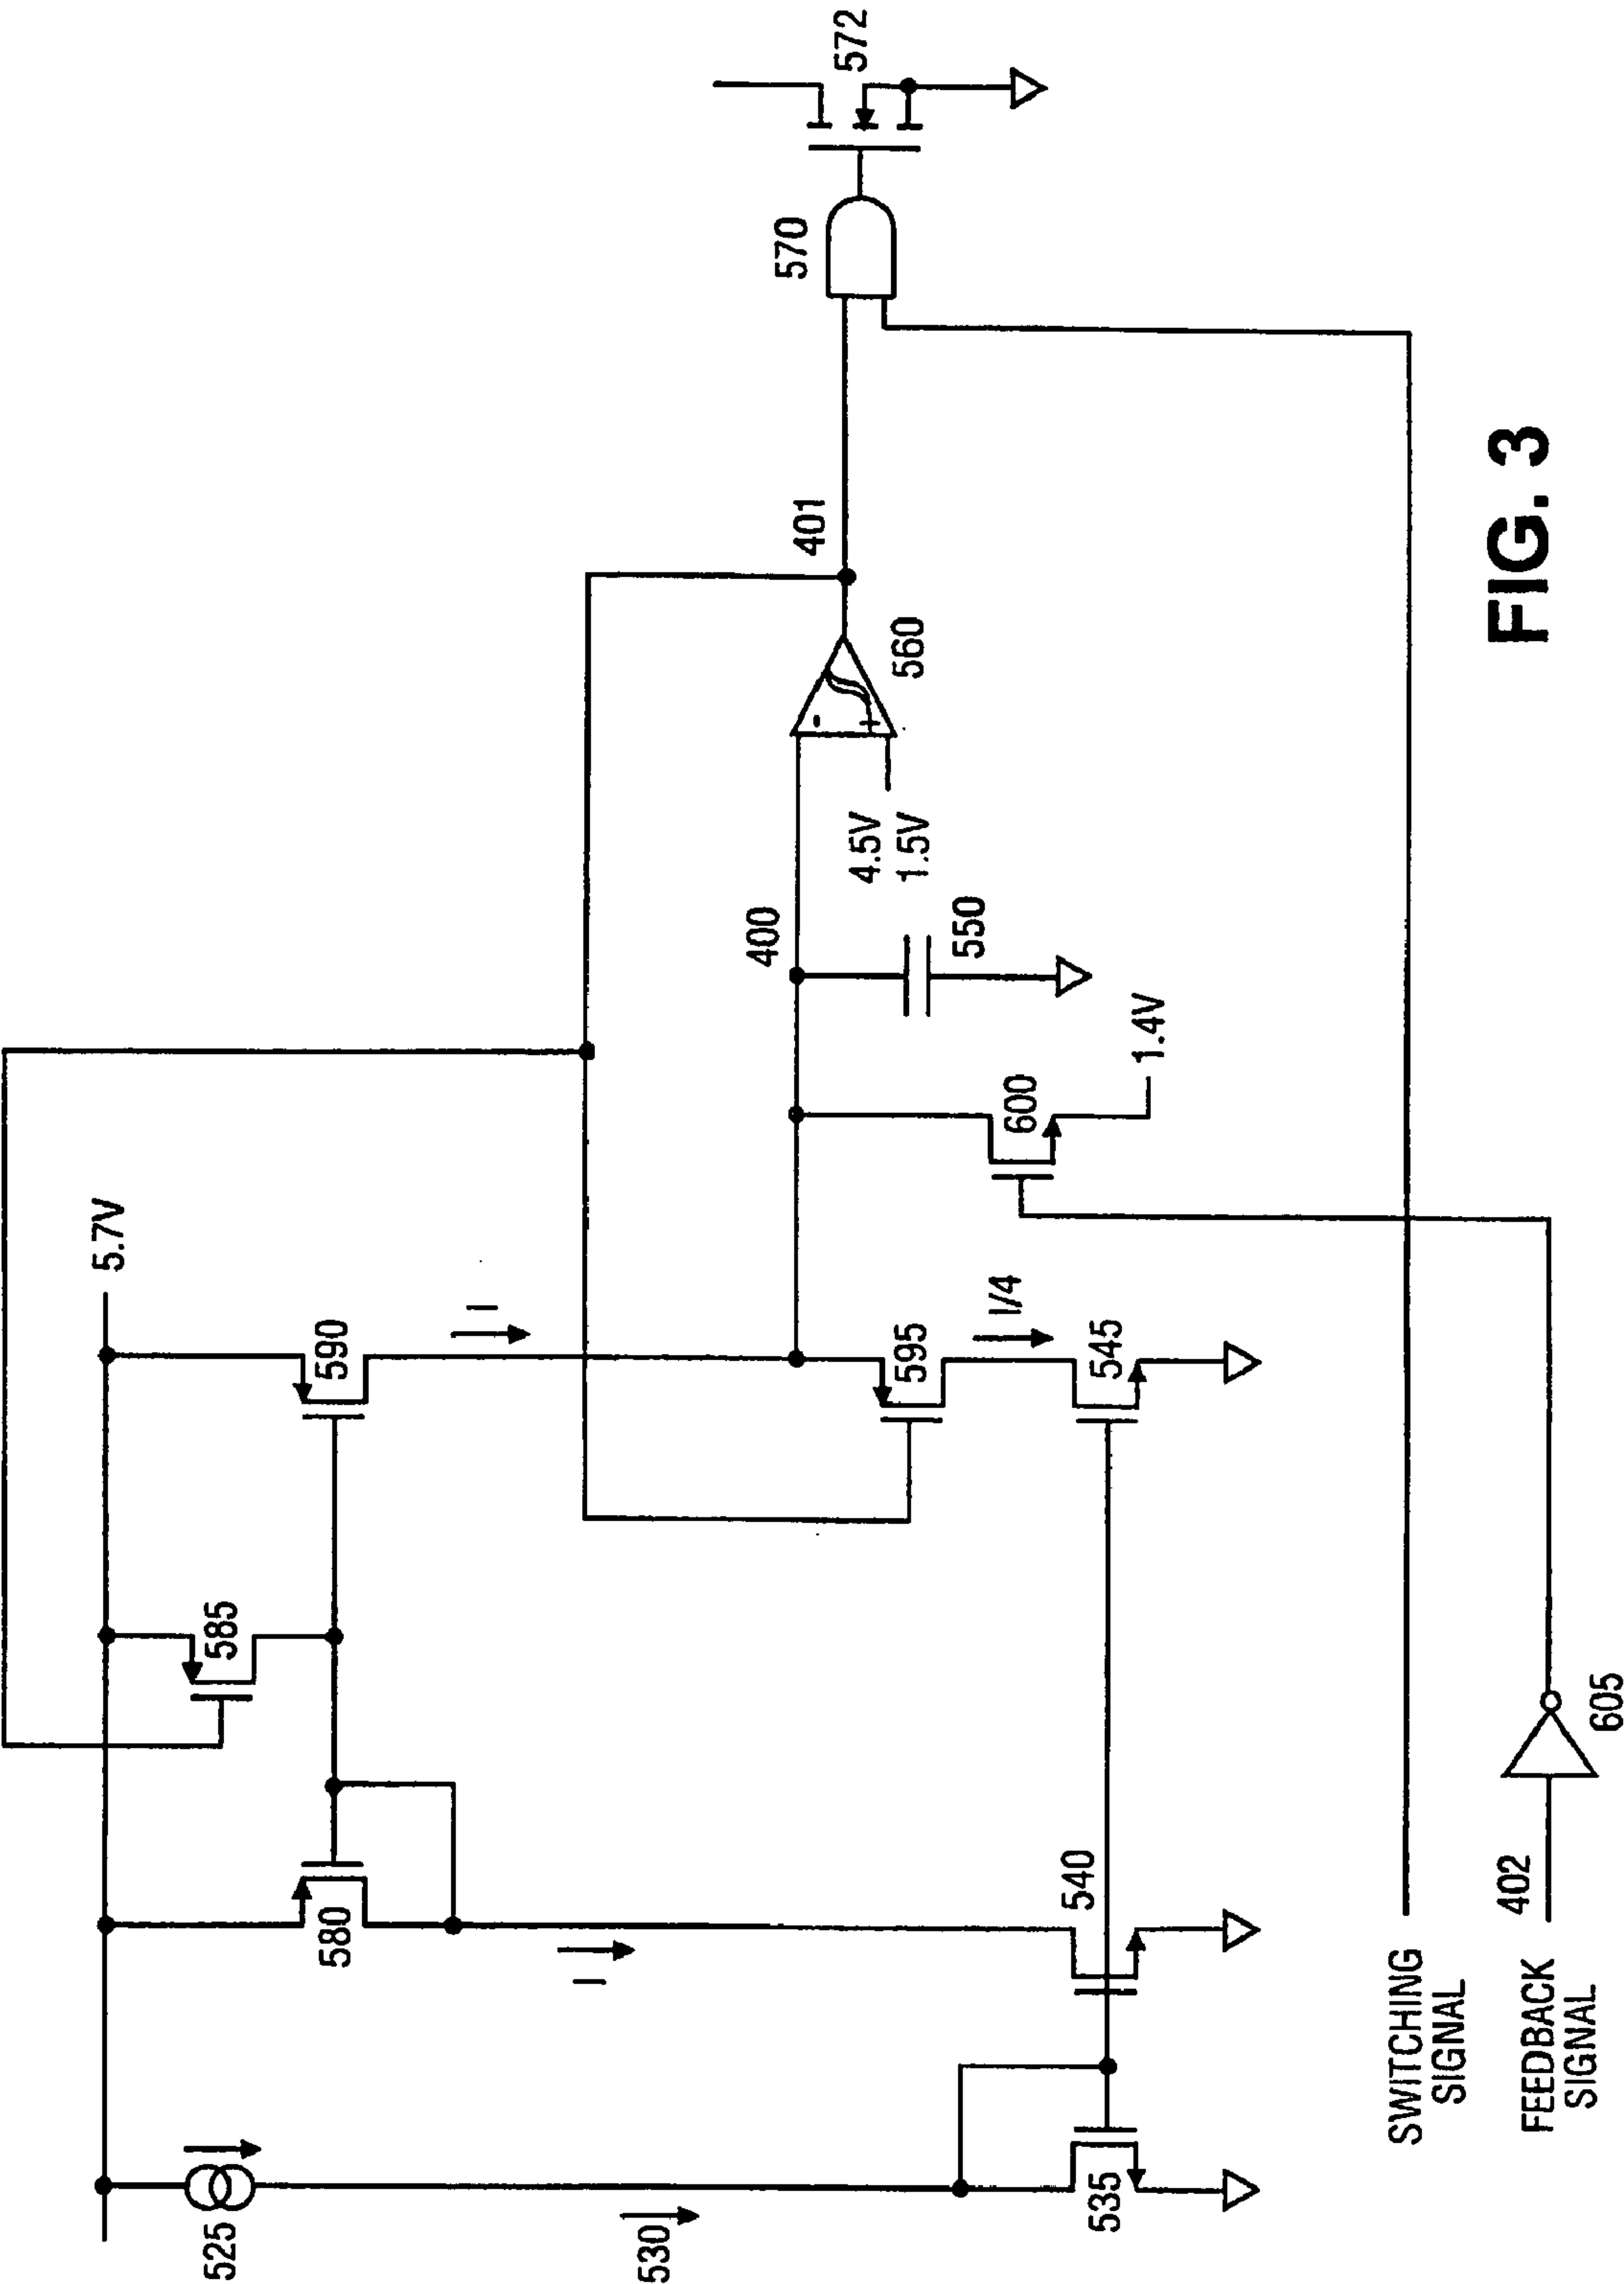 5.7V
525
530
535
580
I
540
585
590
I
595
I/4
545
600
1.4V
400
550
4.5V
1.5V
-
+
560
401
570
572
SWITCHING
SIGNAL
FEEDBACK
SIGNAL
402
605
FIG. 3